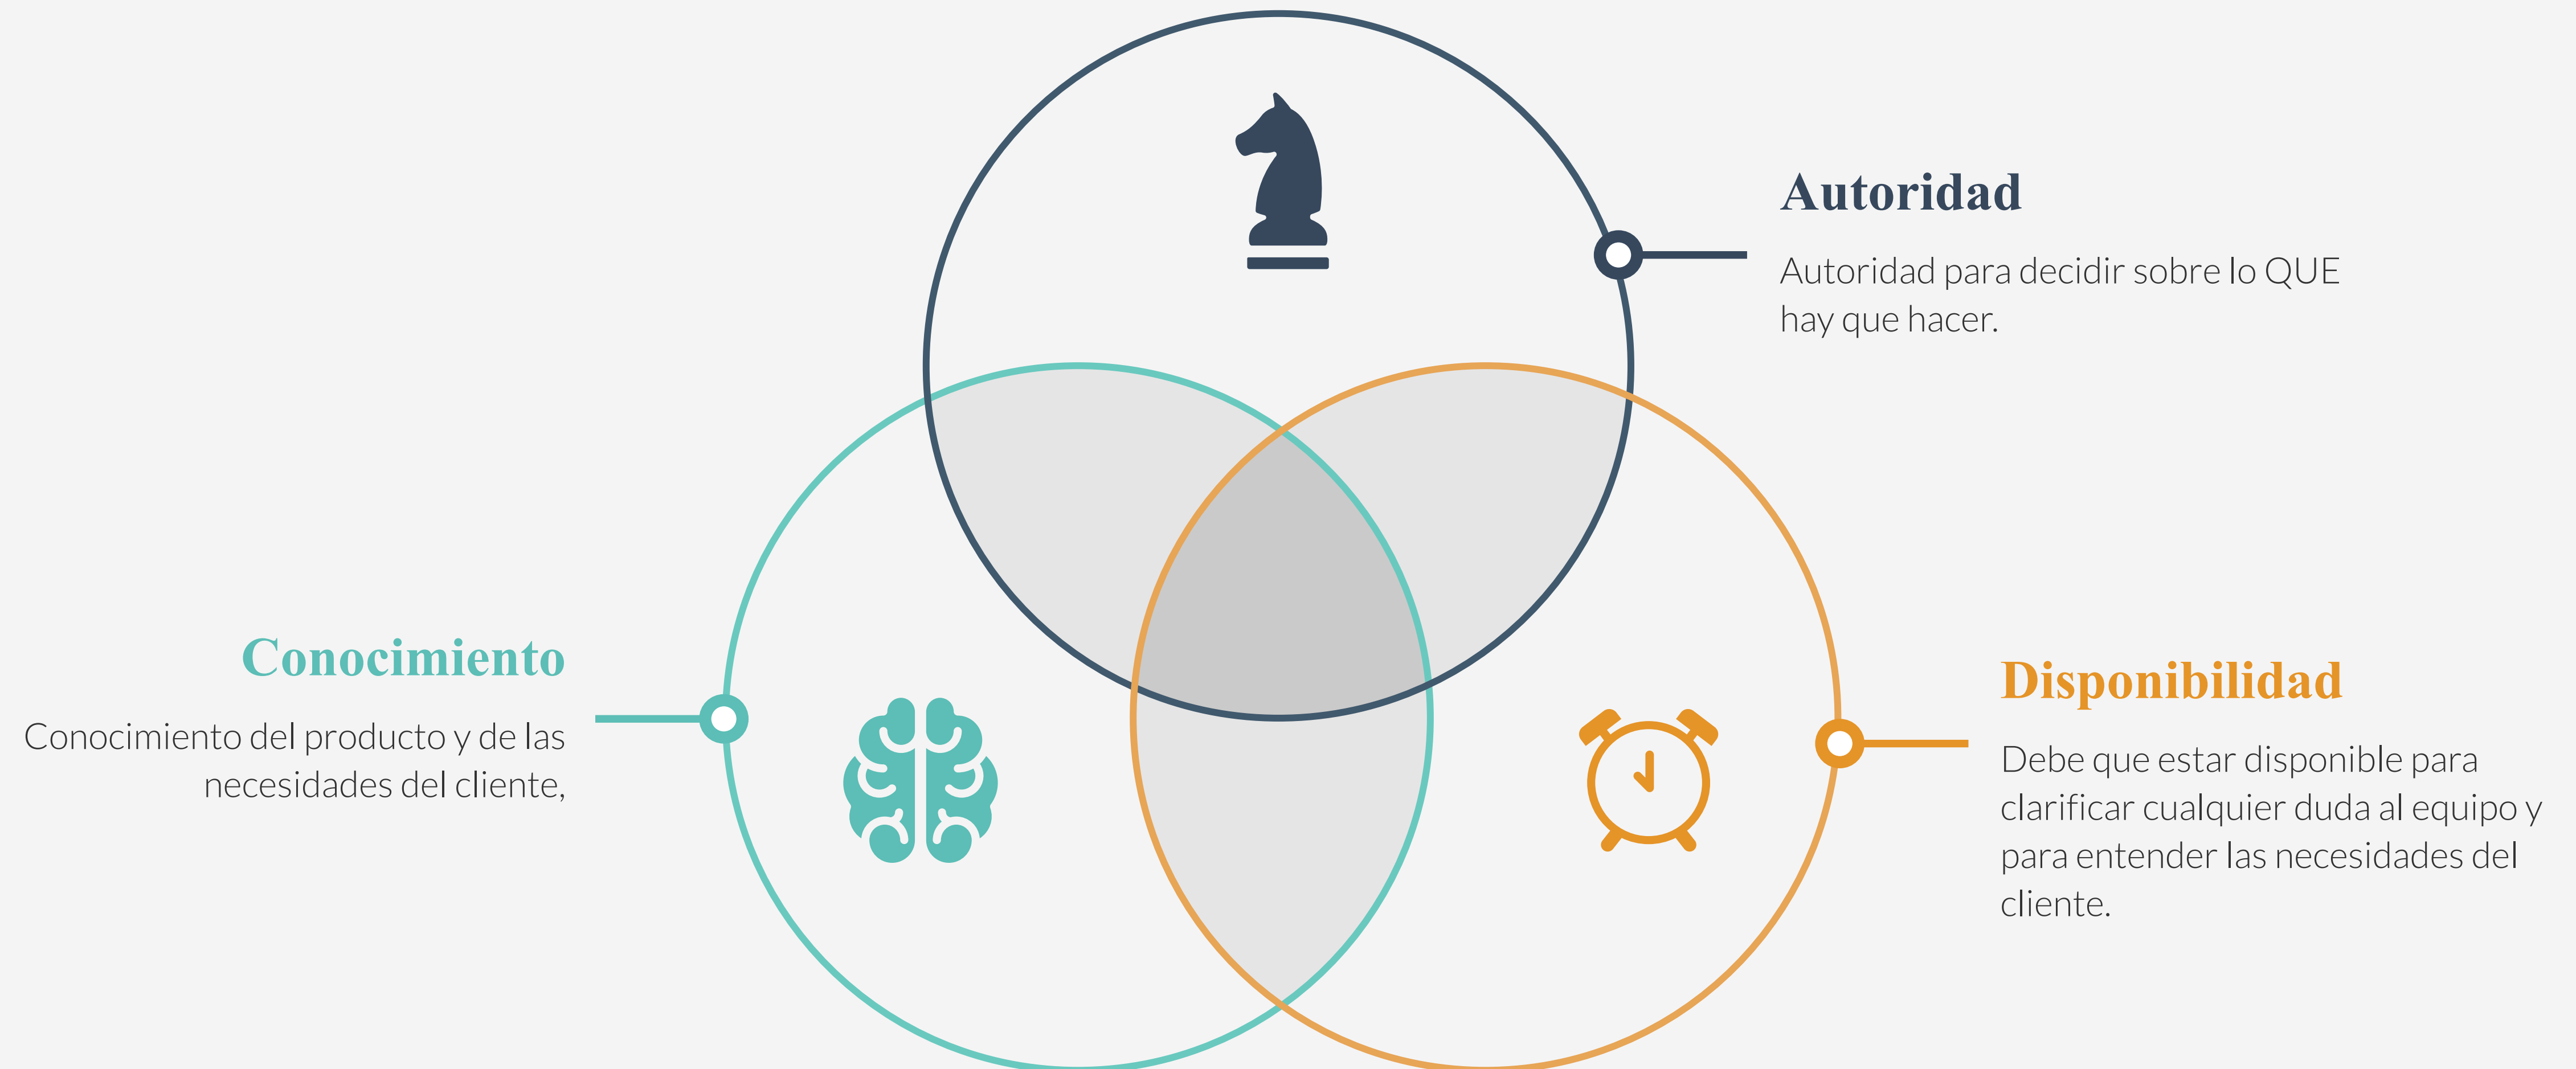 Autoridad
Autoridad para decidir sobre lo QUE
hay que hacer.
Conocimiento
Conocimiento del producto y de las
necesidades del cliente,
Disponibilidad
Debe que estar disponible para
clarificar cualquier duda al equipo y
para entender las necesidades del
cliente.